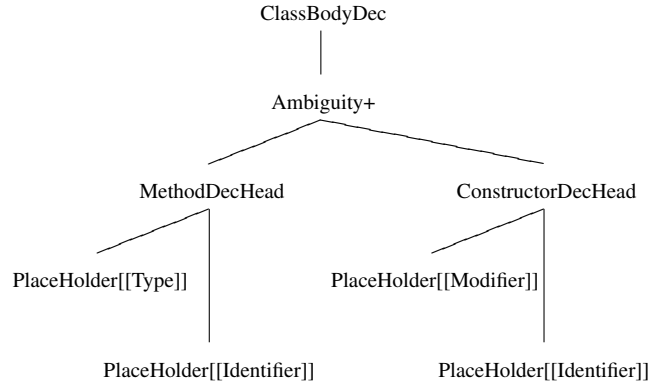 ClassBodyDec
Ambiguity+
MethodDecHead
ConstructorDecHead
PlaceHolder[[Type]]
PlaceHolder[[Modifier]]
PlaceHolder[[Identifier]]
PlaceHolder[[Identifier]]